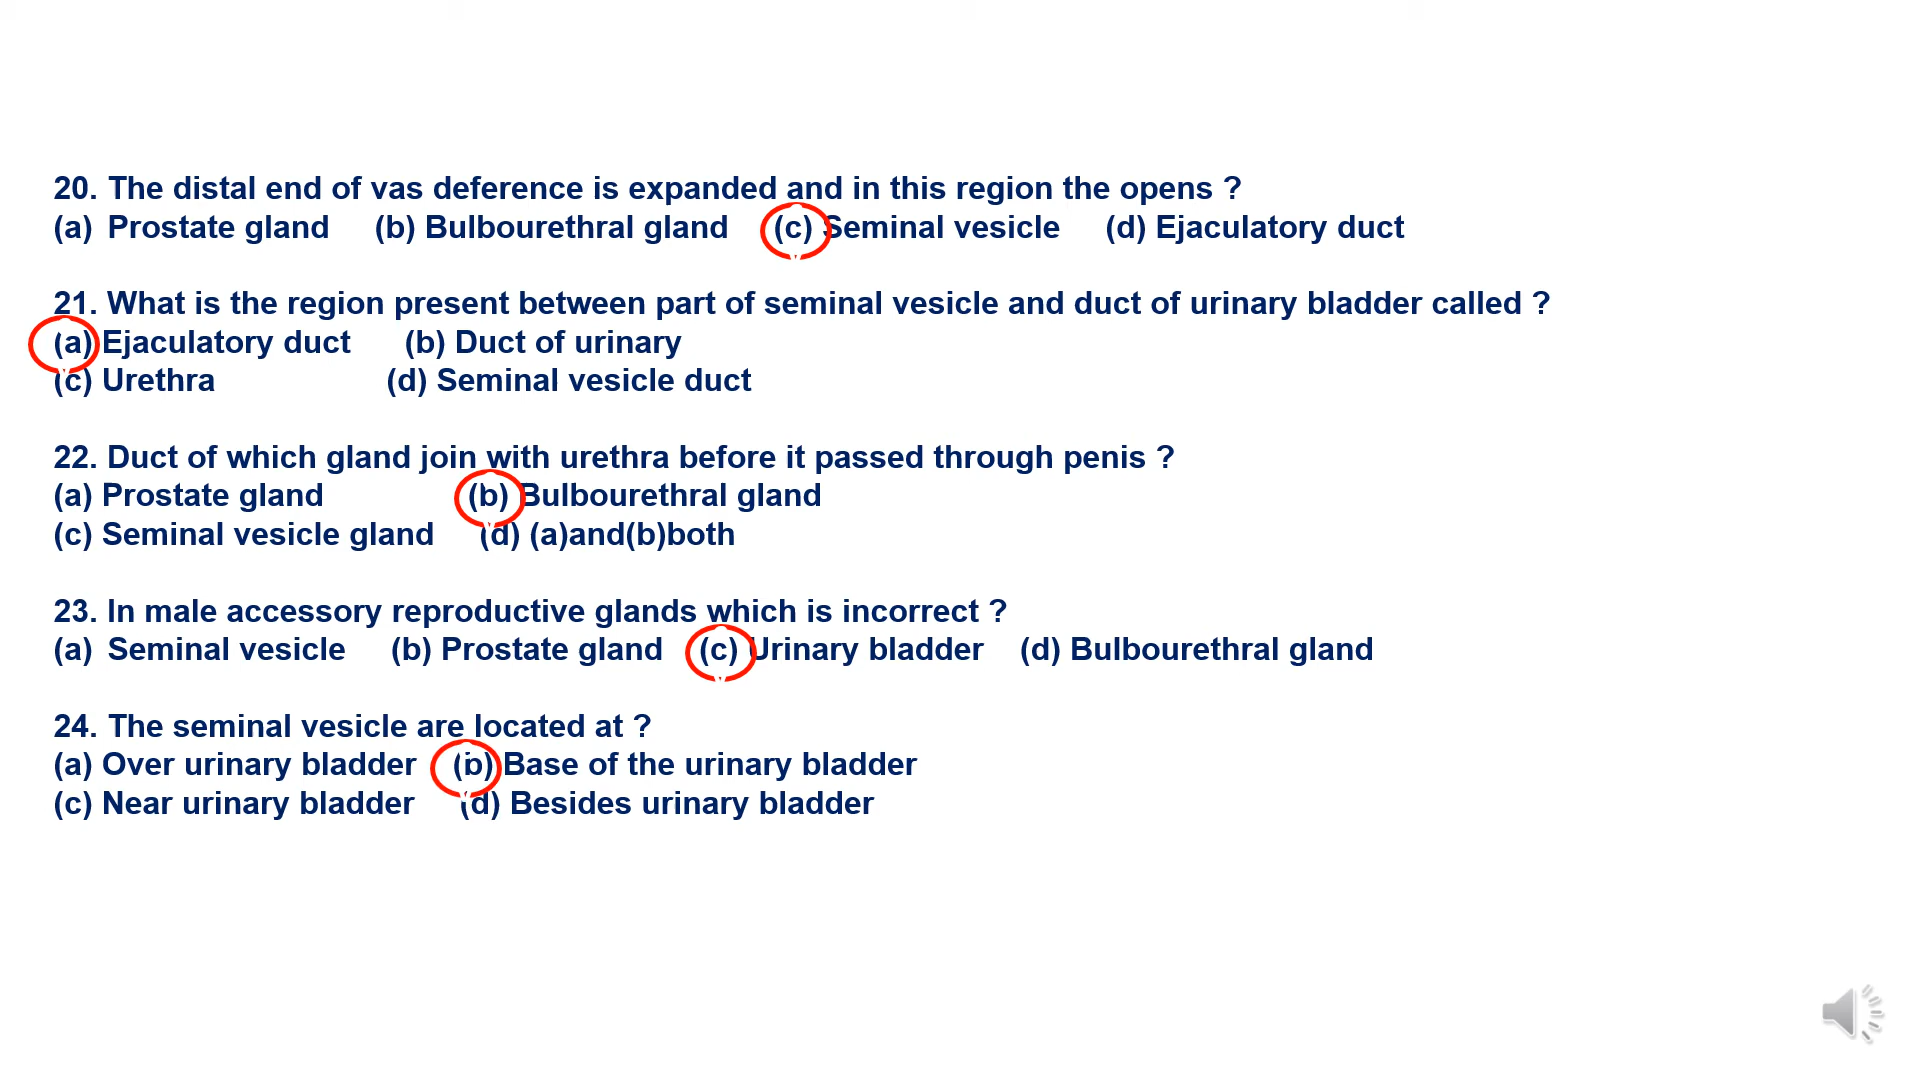 20. The distal end of vas deference is expanded and in this region the opens ?
(a) Prostate gland (b) Bulbourethral gland (c) Seminal vesicle (d) Ejaculatory duct
21. What is the region present between part of seminal vesicle and duct of urinary bladder called ?
(a) Ejaculatory duct (b) Duct of urinary
(c) Urethra (d) Seminal vesicle duct
22. Duct of which gland join with urethra before it passed through penis ?
(a) Prostate gland (b) Bulbourethral gland
(c) Seminal vesicle gland (d) (a)and(b)both
23. In male accessory reproductive glands which is incorrect ?
(a) Seminal vesicle (b) Prostate gland (c) Urinary bladder (d) Bulbourethral gland
24. The seminal vesicle are located at ?
(a) Over urinary bladder (b) Base of the urinary bladder
(c) Near urinary bladder (d) Besides urinary bladder